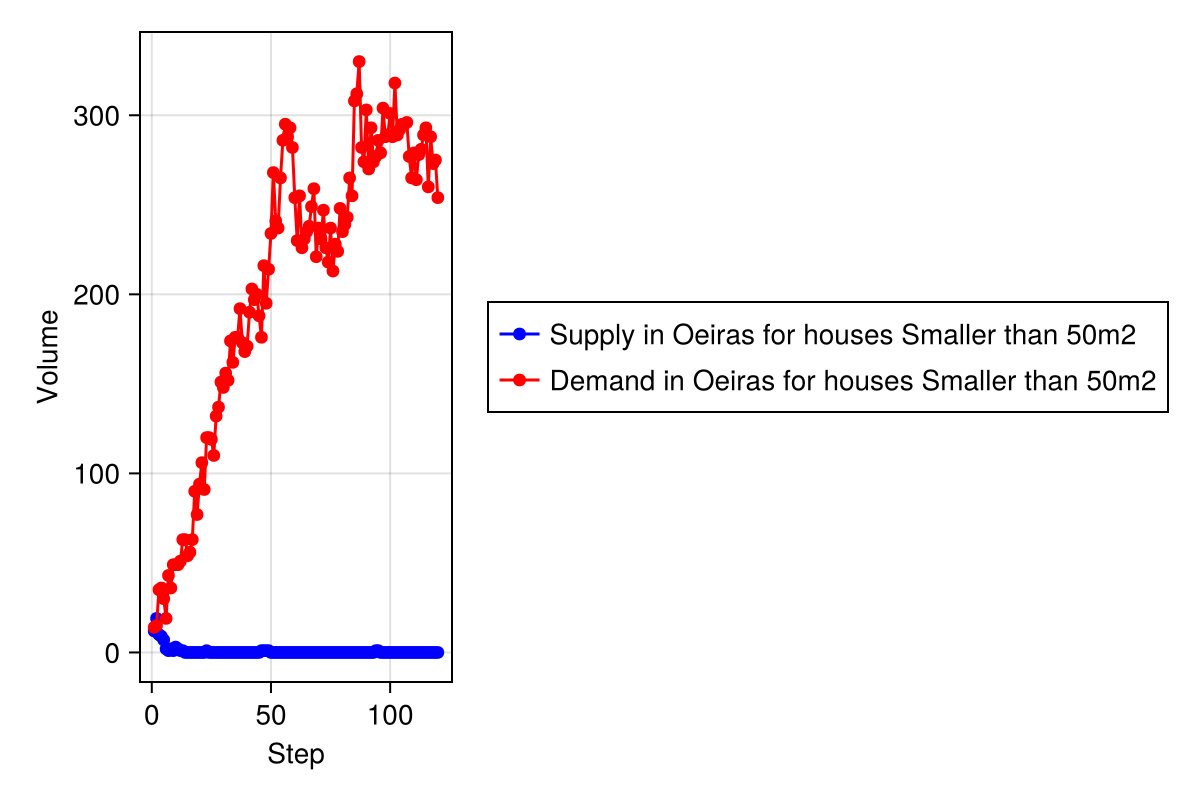 300
200
100
0
Volume
0 50 100
Step
Supply in Oeiras for houses Smaller than 50m2
Demand in Oeiras for houses Smaller than 50m2